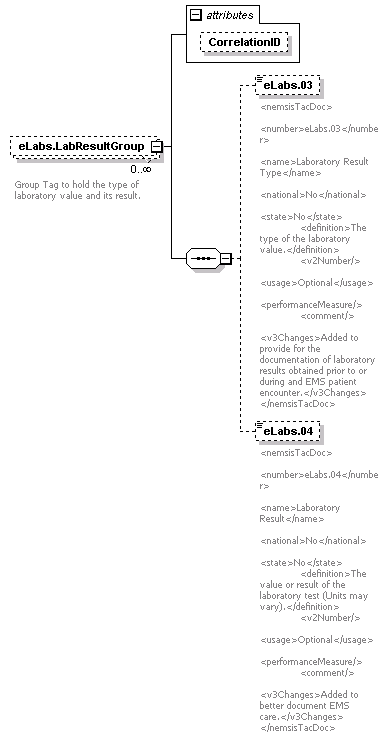 attributes
CorrelationID
eLabs.LabResultGroup
0..∞
Group Tag to hold the type of
laboratory value and its result.
eLabs.03
<nemsisTacDoc>
<number>eLabs.03</numbe
r>
<name>Laboratory Result
Type</name>
<national>No</national>
<state>No</state>
<definition>The
type of the laboratory
value.</definition>
<v2Number/>
<usage>Optional</usage>
<performanceMeasure/>
<comment/>
<v3Changes>Added to
provide for the
documentation of laboratory
results obtained prior to or
during and EMS patient
encounter.</v3Changes>
</nemsisTacDoc>
eLabs.04
<nemsisTacDoc>
<number>eLabs.04</numbe
r>
<name>Laboratory
Result</name>
<national>No</national>
<state>No</state>
<definition>The
value or result of the
laboratory test (Units may
vary).</definition>
<v2Number/>
<usage>Optional</usage>
<performanceMeasure/>
<comment/>
<v3Changes>Added to
better document EMS
care.</v3Changes>
</nemsisTacDoc>